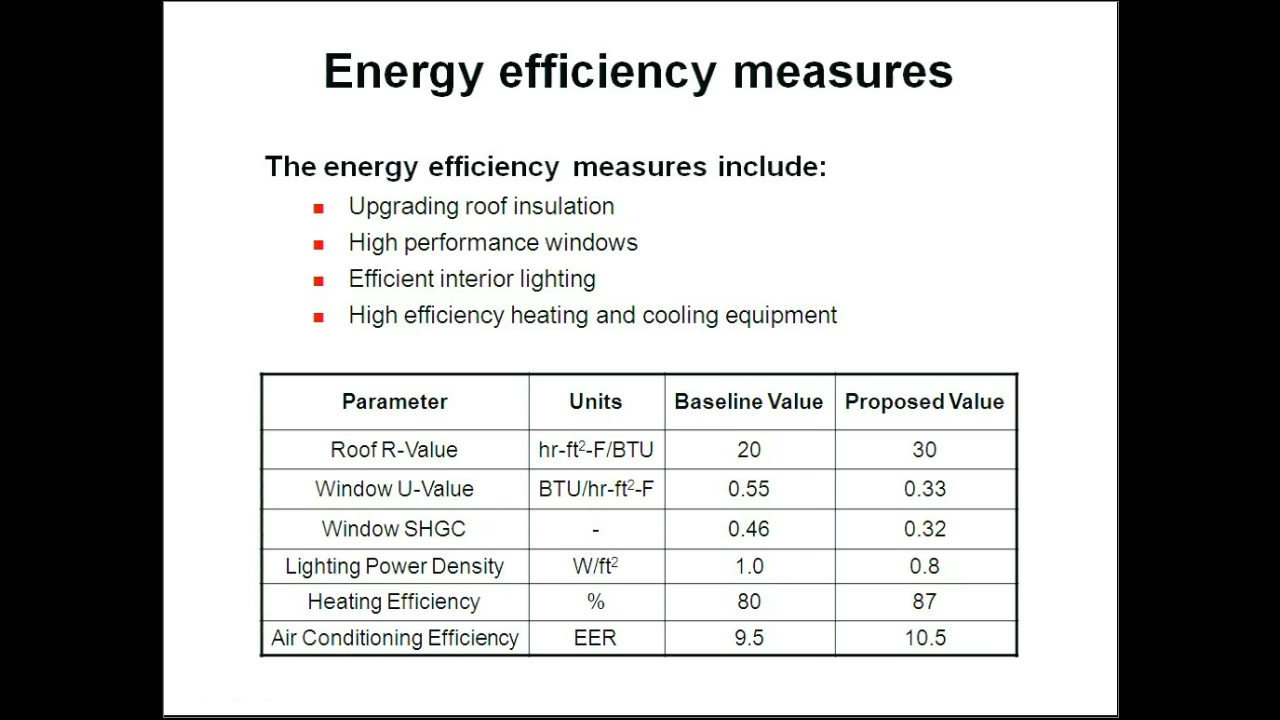 Energy efficiency measures
The energy efficiency measures include:
Upgrading roof insulation
High performance windows
Efficient interior lighting
High efficiency heating and cooling equipment
Parameter Units Baseline Value Proposed Value
Roof R-Value hr-ft²-F/BTU 20 30
Window U-Value BTU/hr-ft²-F 0.55 0.33
Window SHGC - 0.46 0.32
Lighting Power Density W/ft² 1.0 0.8
Heating Efficiency % 80 87
Air Conditioning Efficiency EER 9.5 10.5